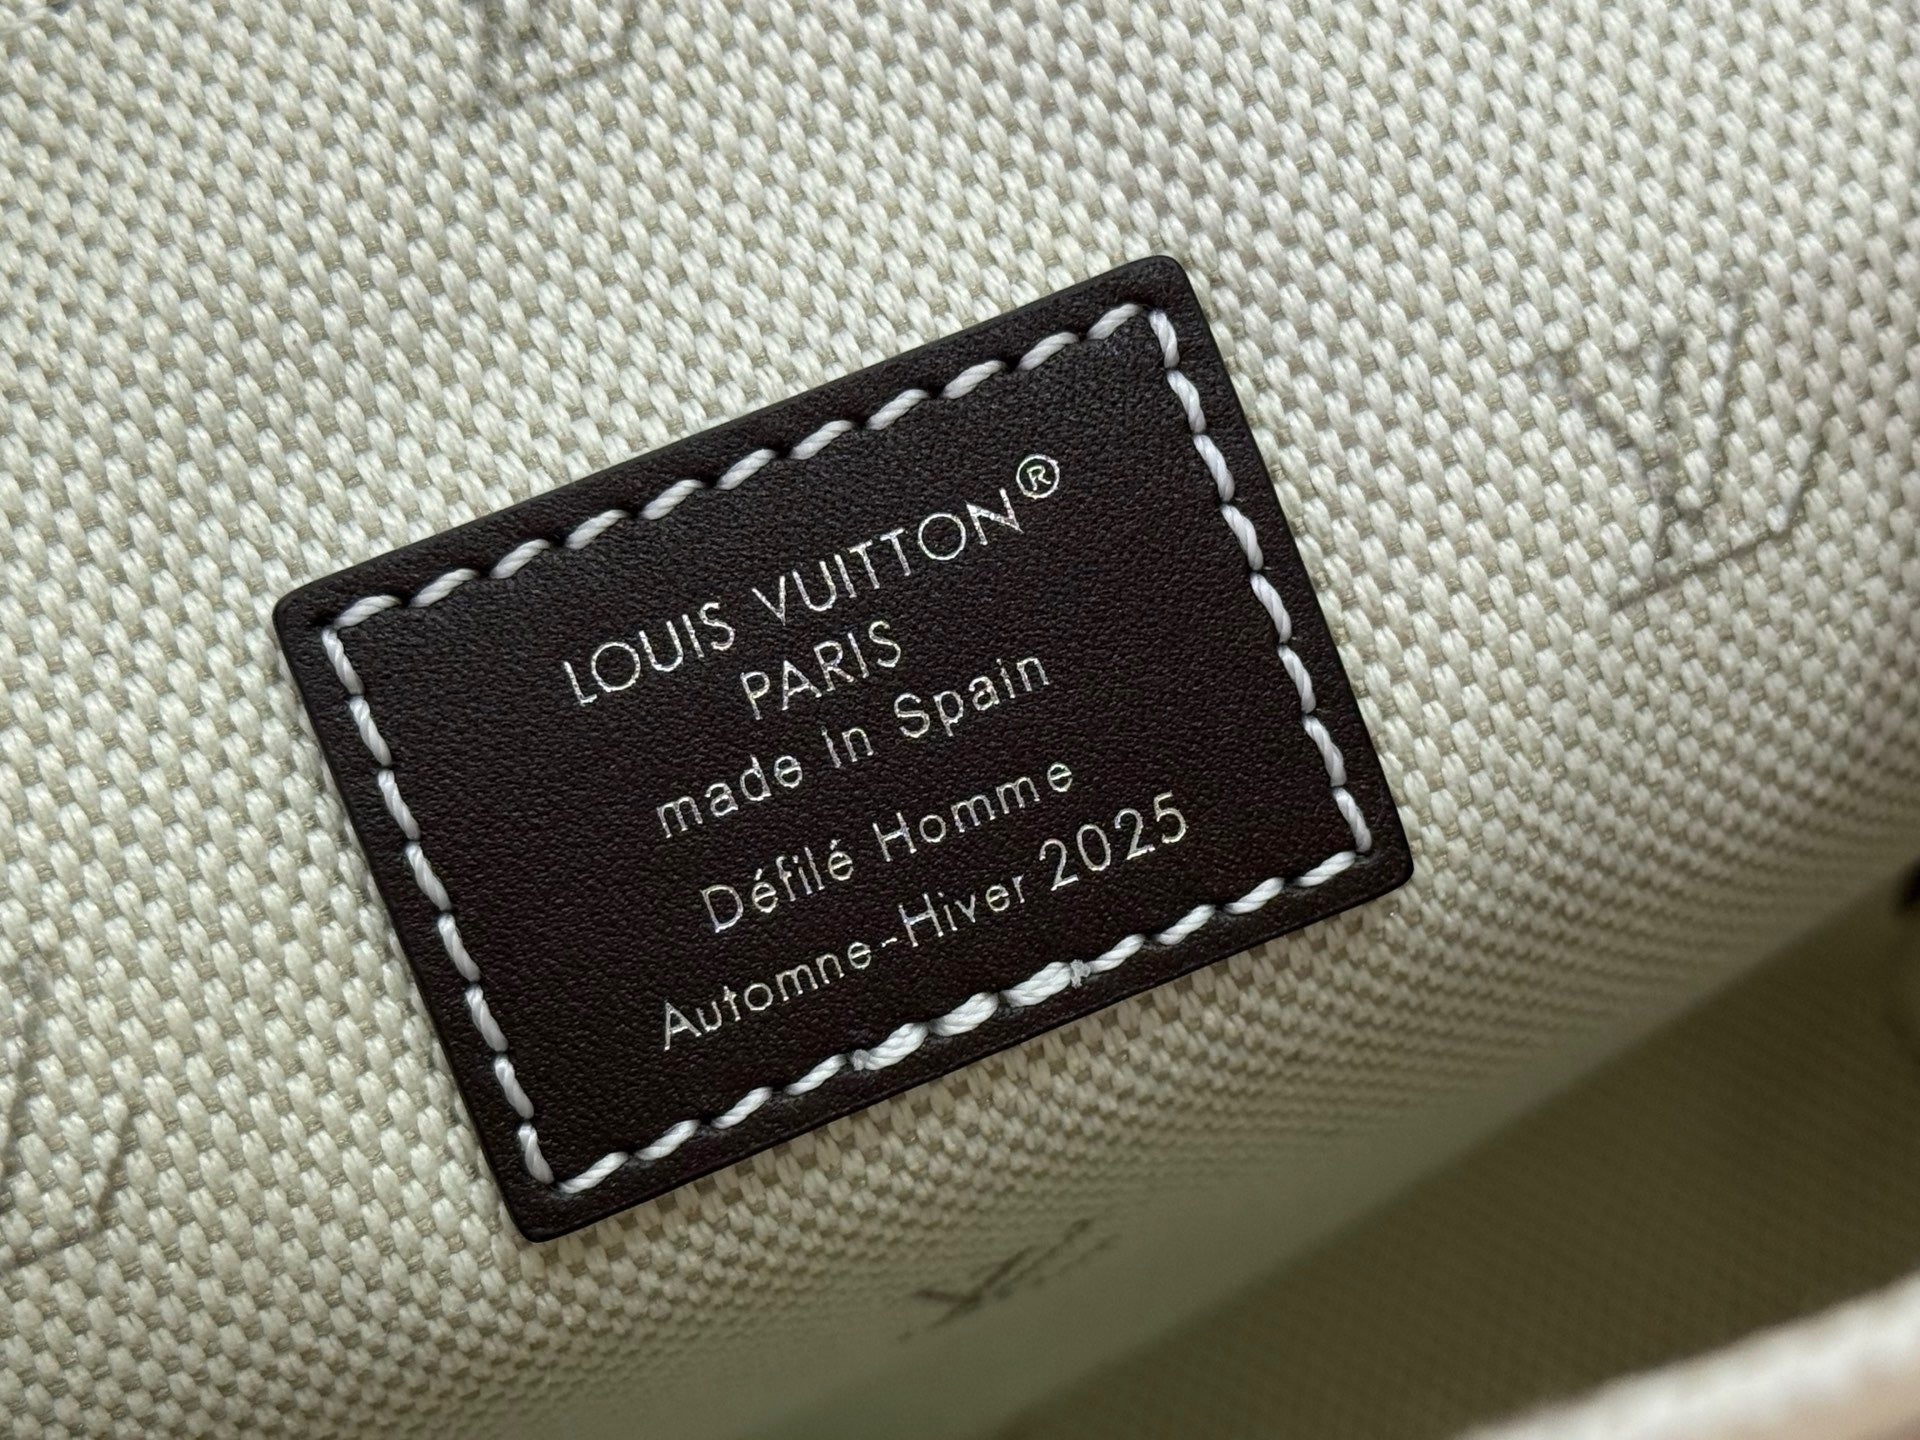 LOUIS VUITTON®
PARIS
made in Spain
Défilé Homme
Automne-Hiver 2025